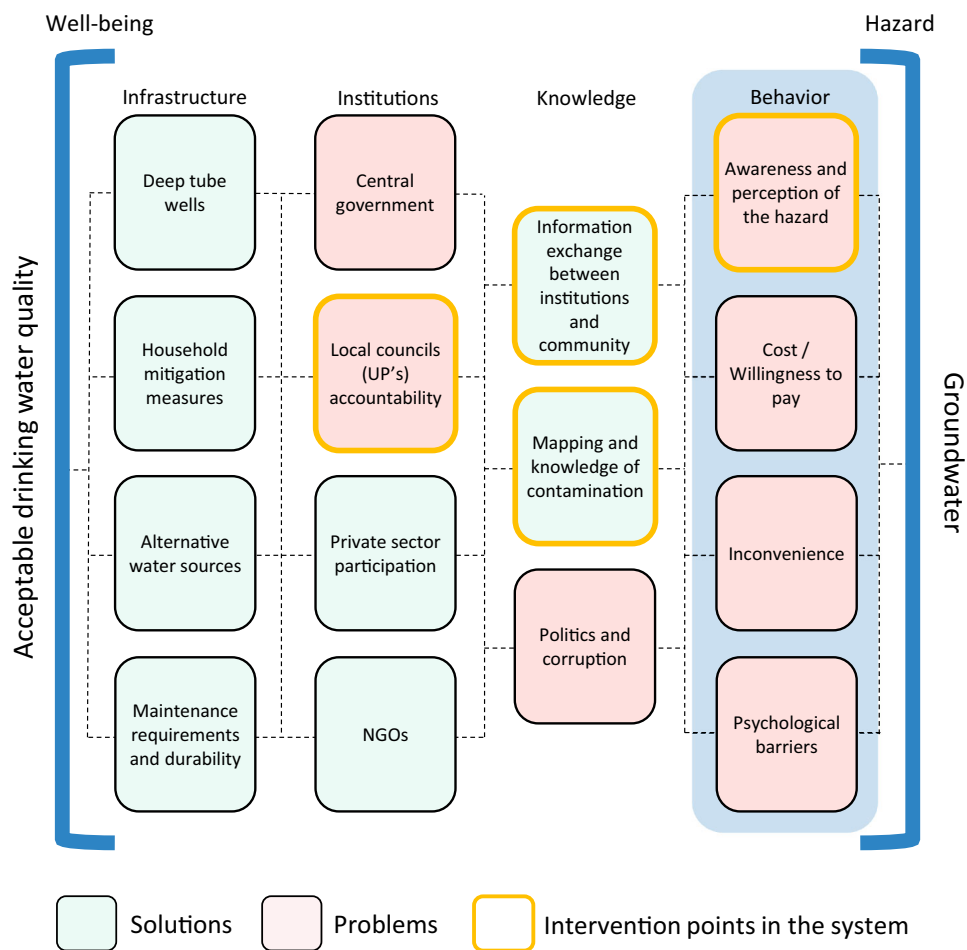 Well-being
Hazard
Acceptable drinking water quality
Infrastructure
Deep tube
wells
Household
mitigation
measures
Alternative
water sources
Maintenance
requirements
and durability
Institutions
Central
government
Local councils
(UP's)
accountability
Private sector
participation
NGOs
Knowledge
Information
exchange
between
institutions
and
community
Mapping and
knowledge of
contamination
Politics and
corruption
Behavior
Awareness and
perception of
the hazard
Cost /
Willingness to
pay
Inconvenience
Psychological
barriers
Groundwater
Solutions
Problems
Intervention points in the system